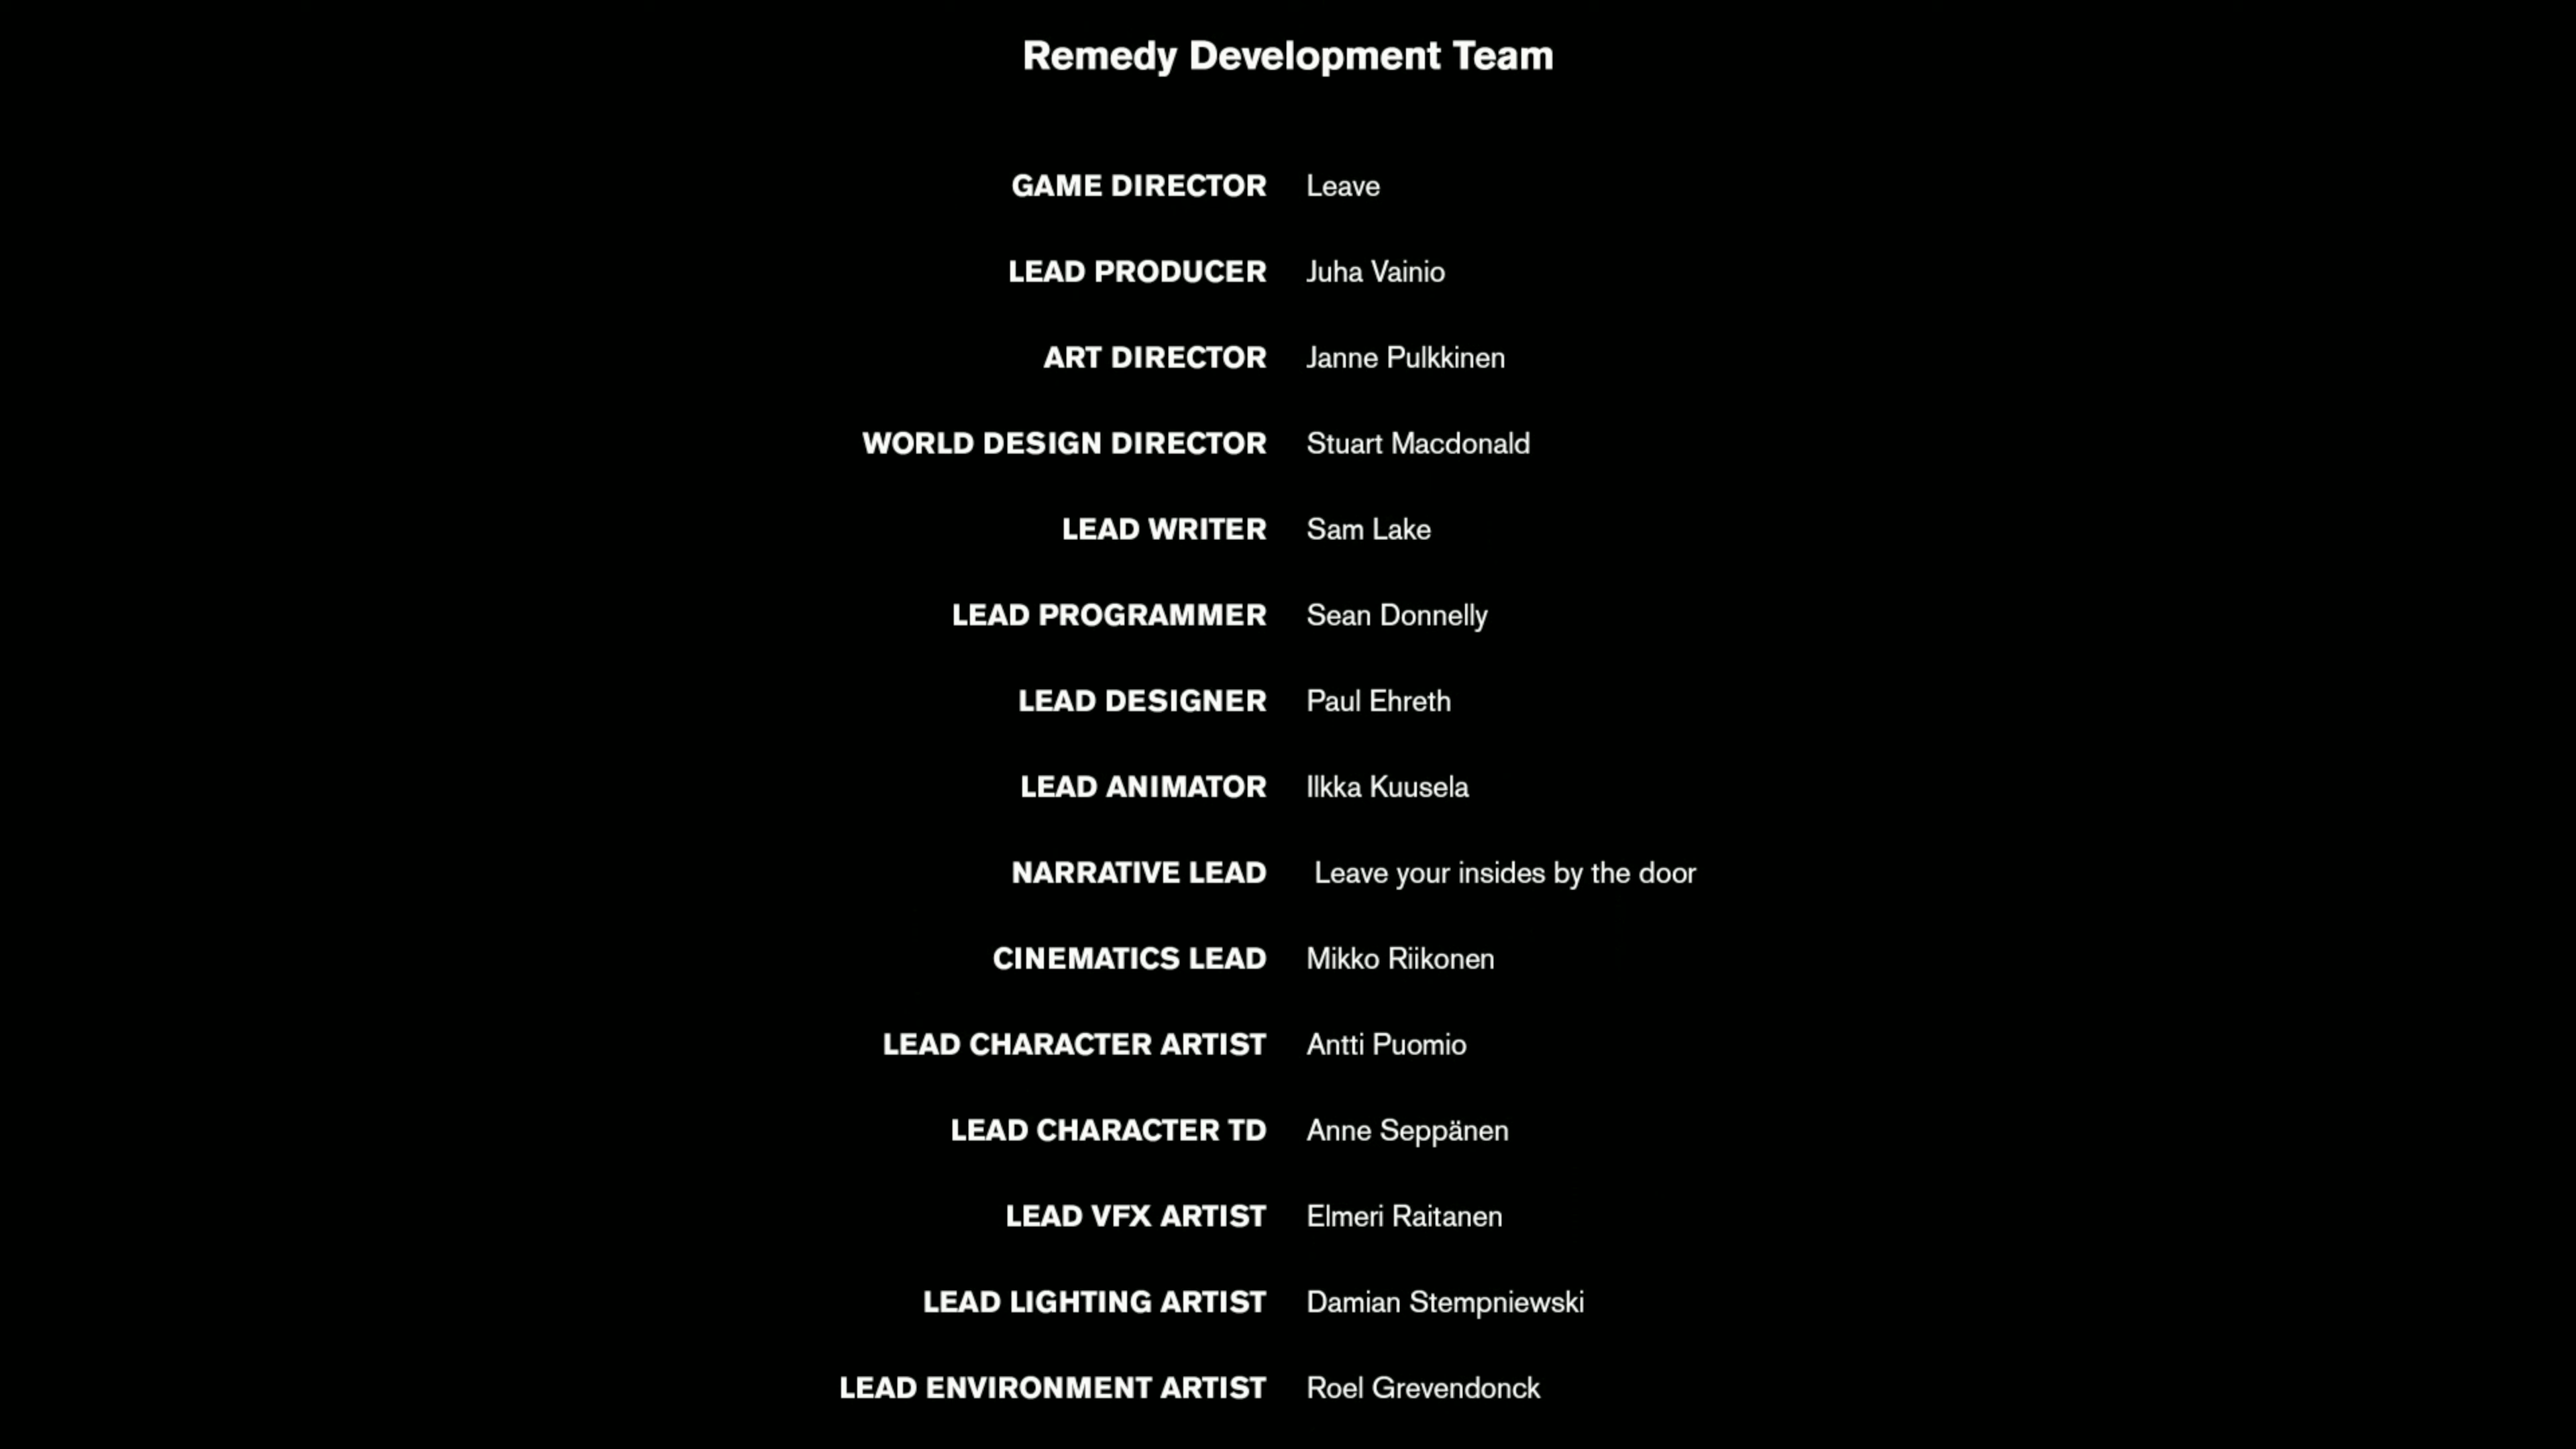 Remedy Development Team
GAME DIRECTOR Leave
LEAD PRODUCER Juha Vainio
ART DIRECTOR Janne Pulkkinen
WORLD DESIGN DIRECTOR Stuart Macdonald
LEAD WRITER Sam Lake
LEAD PROGRAMMER Sean Donnelly
LEAD DESIGNER Paul Ehreth
LEAD ANIMATOR Ilkka Kuusela
NARRATIVE LEAD Leave your insides by the door
CINEMATICS LEAD Mikko Riikonen
LEAD CHARACTER ARTIST Antti Puomio
LEAD CHARACTER TD Anne Seppänen
LEAD VFX ARTIST Elmeri Raitanen
LEAD LIGHTING ARTIST Damian Stempniewski
LEAD ENVIRONMENT ARTIST Roel Grevendonck